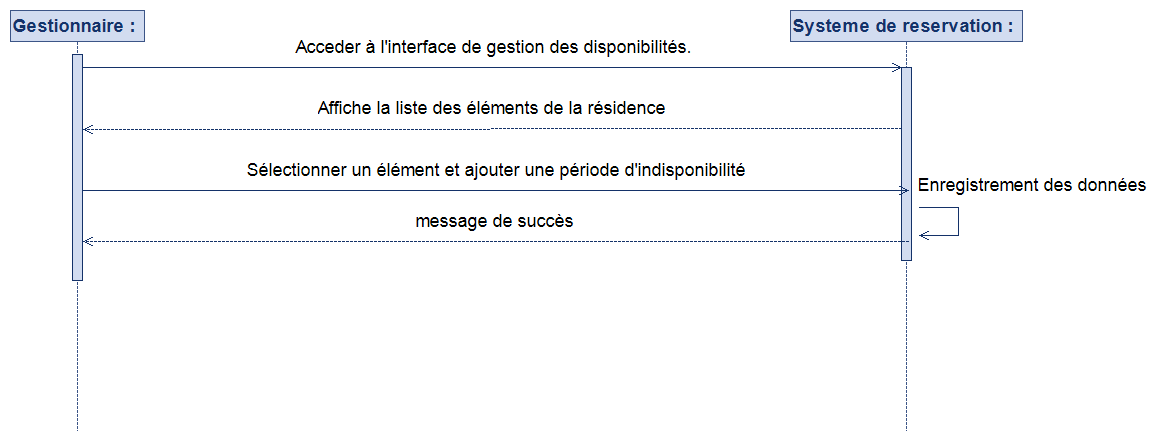 Gestionnaire :
Systeme de reservation :
Acceder à l'interface de gestion des disponibilités.
Affiche la liste des éléments de la résidence
Sélectionner un élément et ajouter une période d'indisponibilité
Enregistrement des données
message de succès